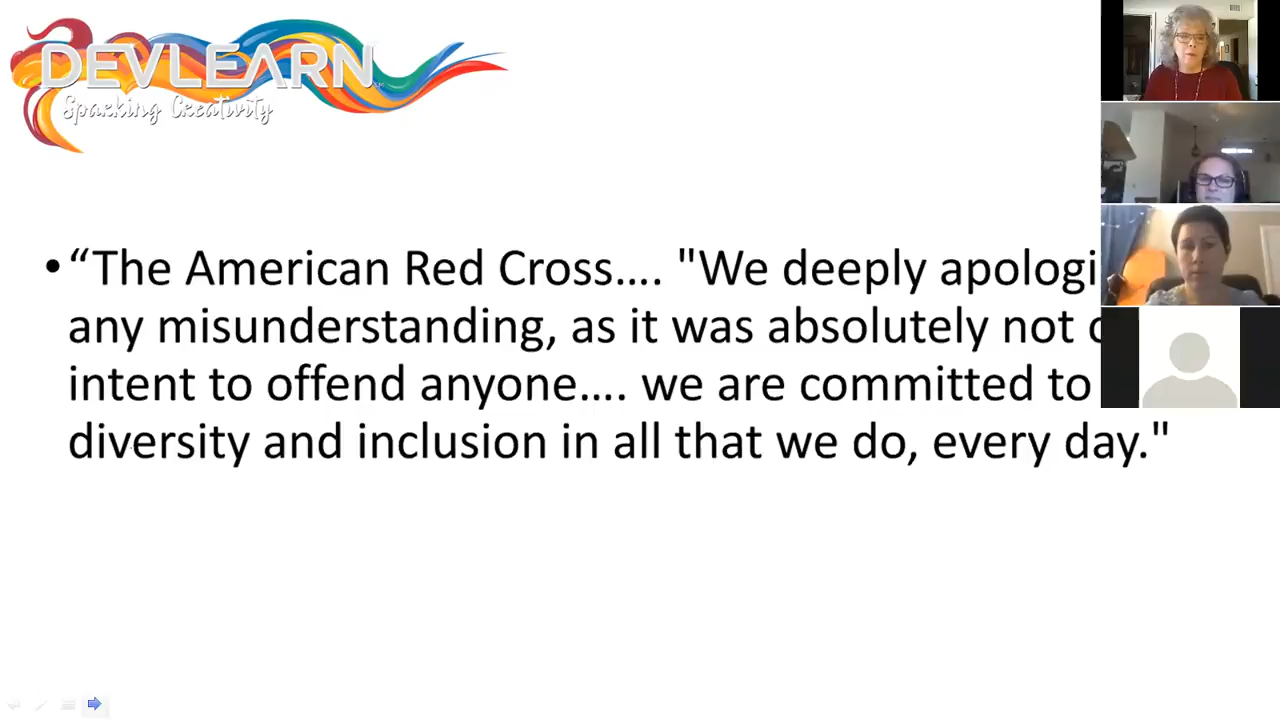 DEVLEARN
Sparking Creativity
• “The American Red Cross…. "We deeply apologi
any misunderstanding, as it was absolutely not
intent to offend anyone…. we are committed to
diversity and inclusion in all that we do, every day."